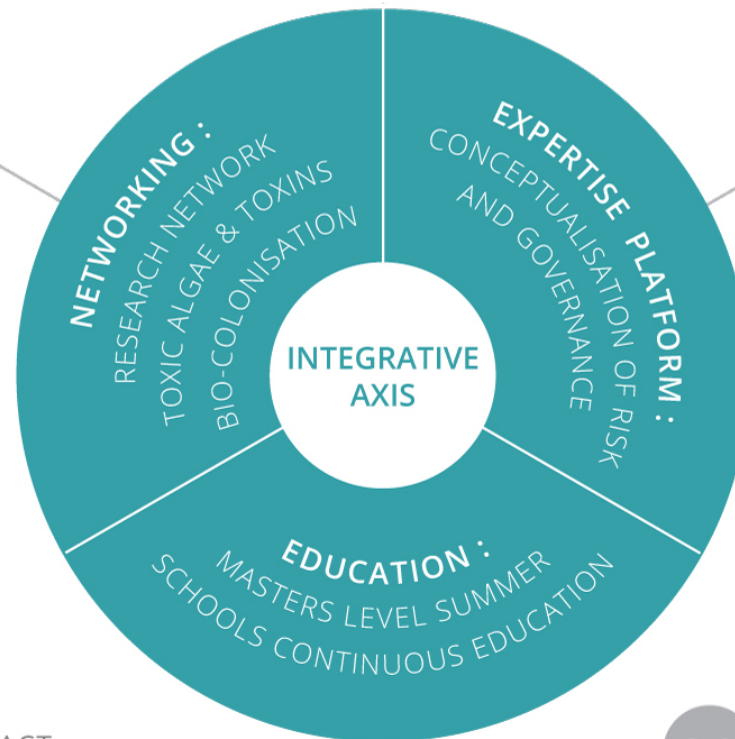 NETWORKING :
RESEARCH NETWORK
TOXIC ALGAE & TOXINS
BIO-COLONISATION
EXPERTISE PLATFORM :
CONCEPTUALISATION OF RISK
AND GOVERNANCE
INTEGRATIVE
AXIS
EDUCATION :
MASTERS LEVEL SUMMER
SCHOOLS CONTINUOUS EDUCATION